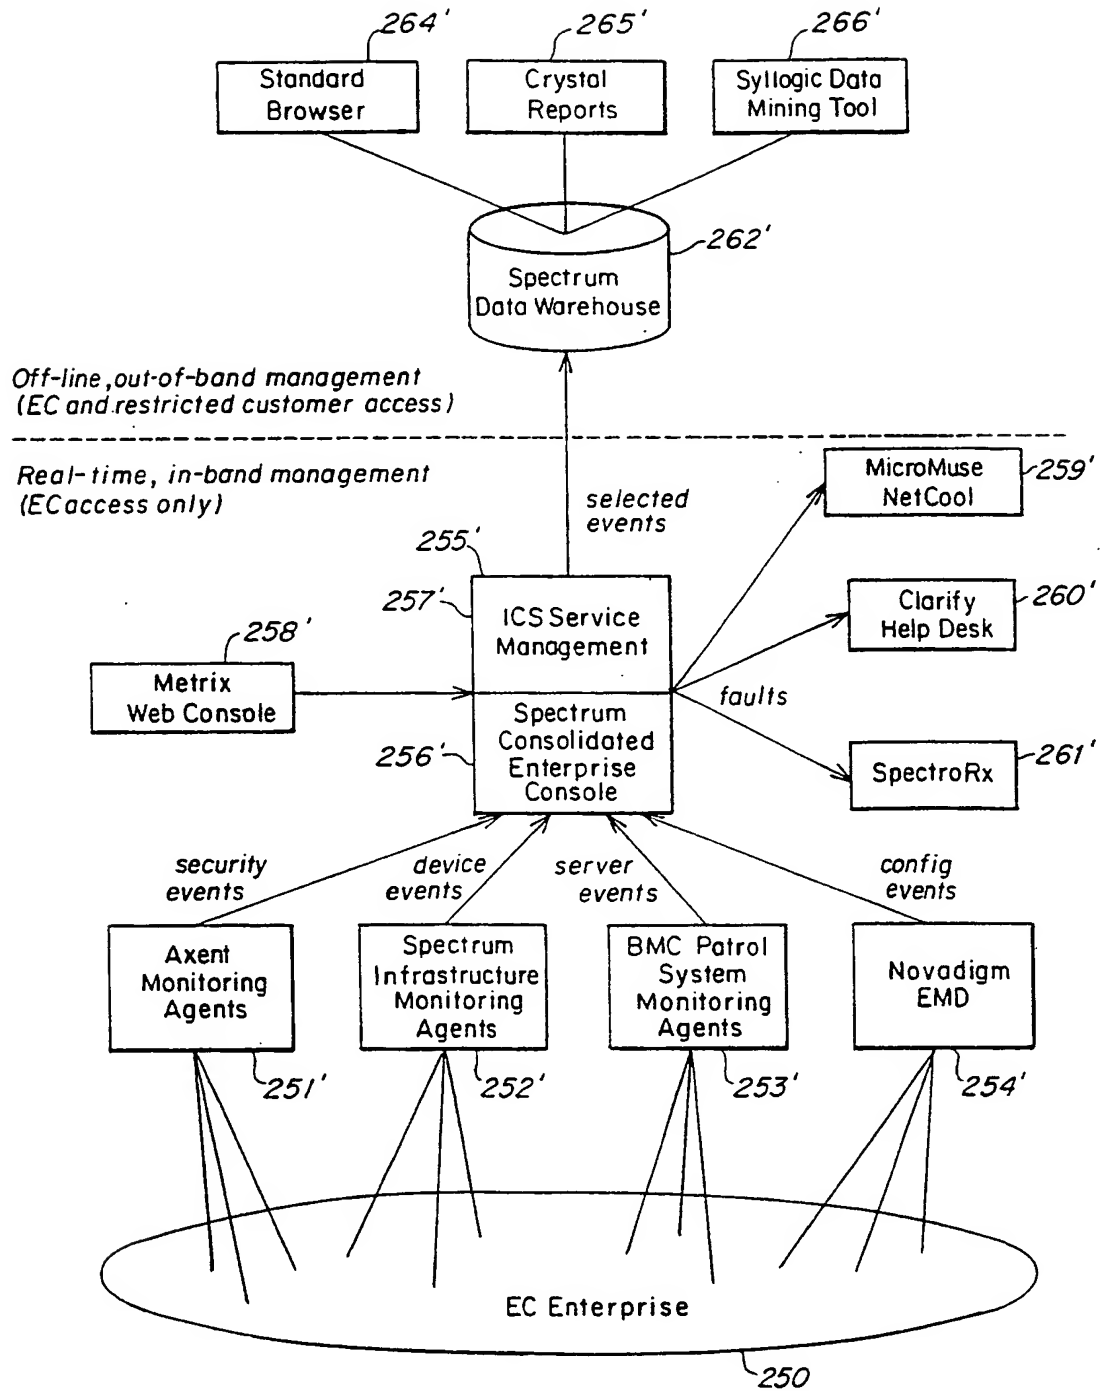 264'
265'
266'
Standard
Browser
Crystal
Reports
Syllogic Data
Mining Tool
262'
Spectrum
Data Warehouse
Off-line, out-of-band management
(EC and restricted customer access)
Real-time, in-band management
(EC access only)
selected
events
MicroMuse
NetCool
259'
255'
257'
ICS Service
Management
Clarify
Help Desk
260'
258'
Metrix
Web Console
faults
256'
Spectrum
Consolidated
Enterprise
Console
SpectroRx
261'
security
events
device
events
server
events
config
events
Axent
Monitoring
Agents
Spectrum
Infrastructure
Monitoring
Agents
BMC Patrol
System
Monitoring
Agents
Novadigm
EMD
251'
252'
253'
254'
EC Enterprise
250